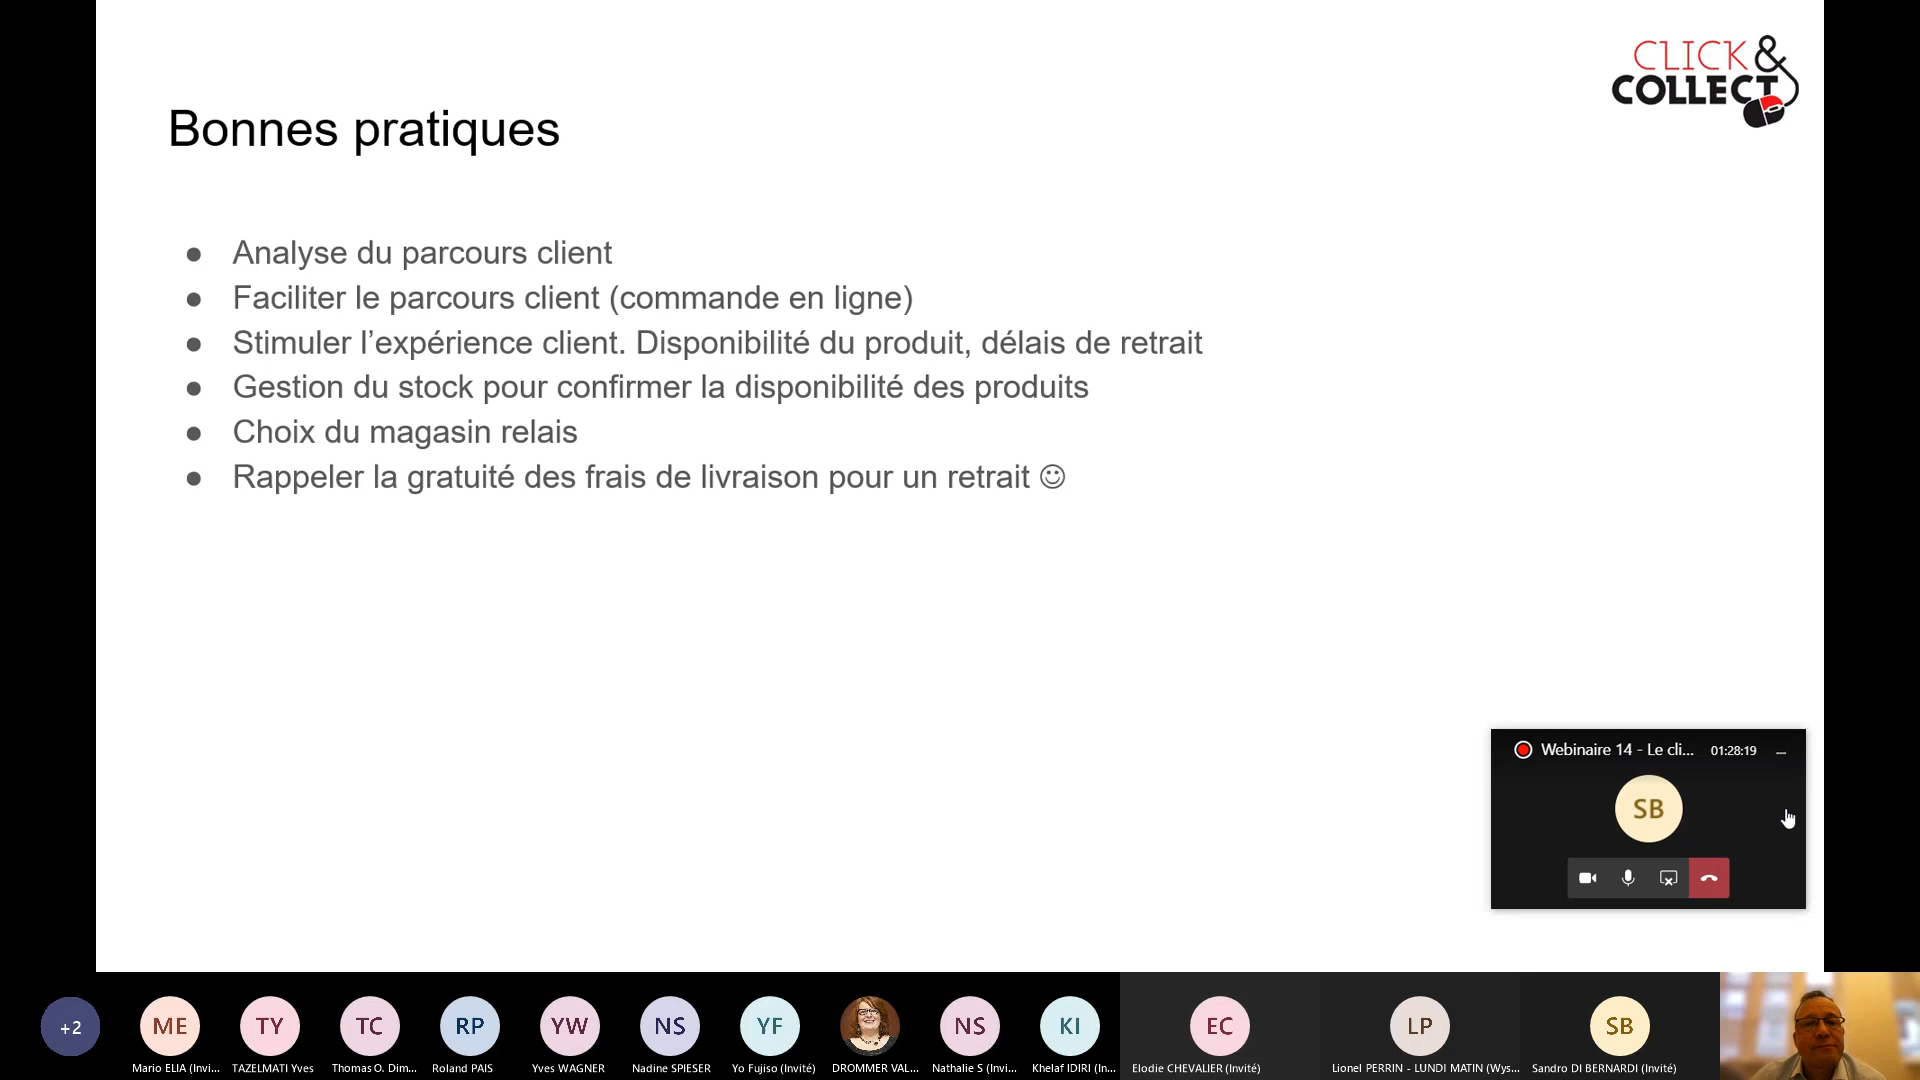 CLICK &
COLLECT
Bonnes pratiques
● Analyse du parcours client
● Faciliter le parcours client (commande en ligne)
● Stimuler l’expérience client. Disponibilité du produit, délais de retrait
● Gestion du stock pour confirmer la disponibilité des produits
● Choix du magasin relais
● Rappeler la gratuité des frais de livraison pour un retrait ☺
Webinaire 14 - Le cli... 01:28:19
SB
+2 ME TY TC RP YW NS YF NS KI EC LP SB
Mario ELIA (Invi... TAZELMATI Yves Thomas O. Dim... Roland PAIS Yves WAGNER Nadine SPIESER Yo Fujiso (Invité) DROMMER VAL... Nathalie S (Invi... Khelaf IDIRI (In... Elodie CHEVALIER (Invité) Lionel PERRIN - LUNDI MATIN (Wys... Sandro DI BERNARDI (Invité)